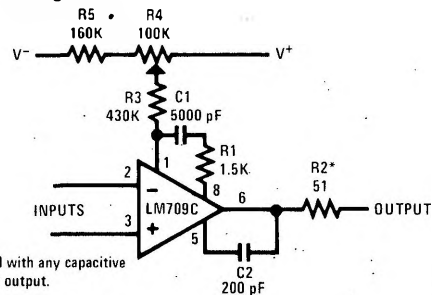 R5 R4
160K 100K
V⁻ V⁺
R3 C1
430K 5000 pF
1 R1
1.5K
2 8
− LM709C 6 R2*
INPUTS 51
3 + OUTPUT
5
C2
200 pF
with any capacitive
output.